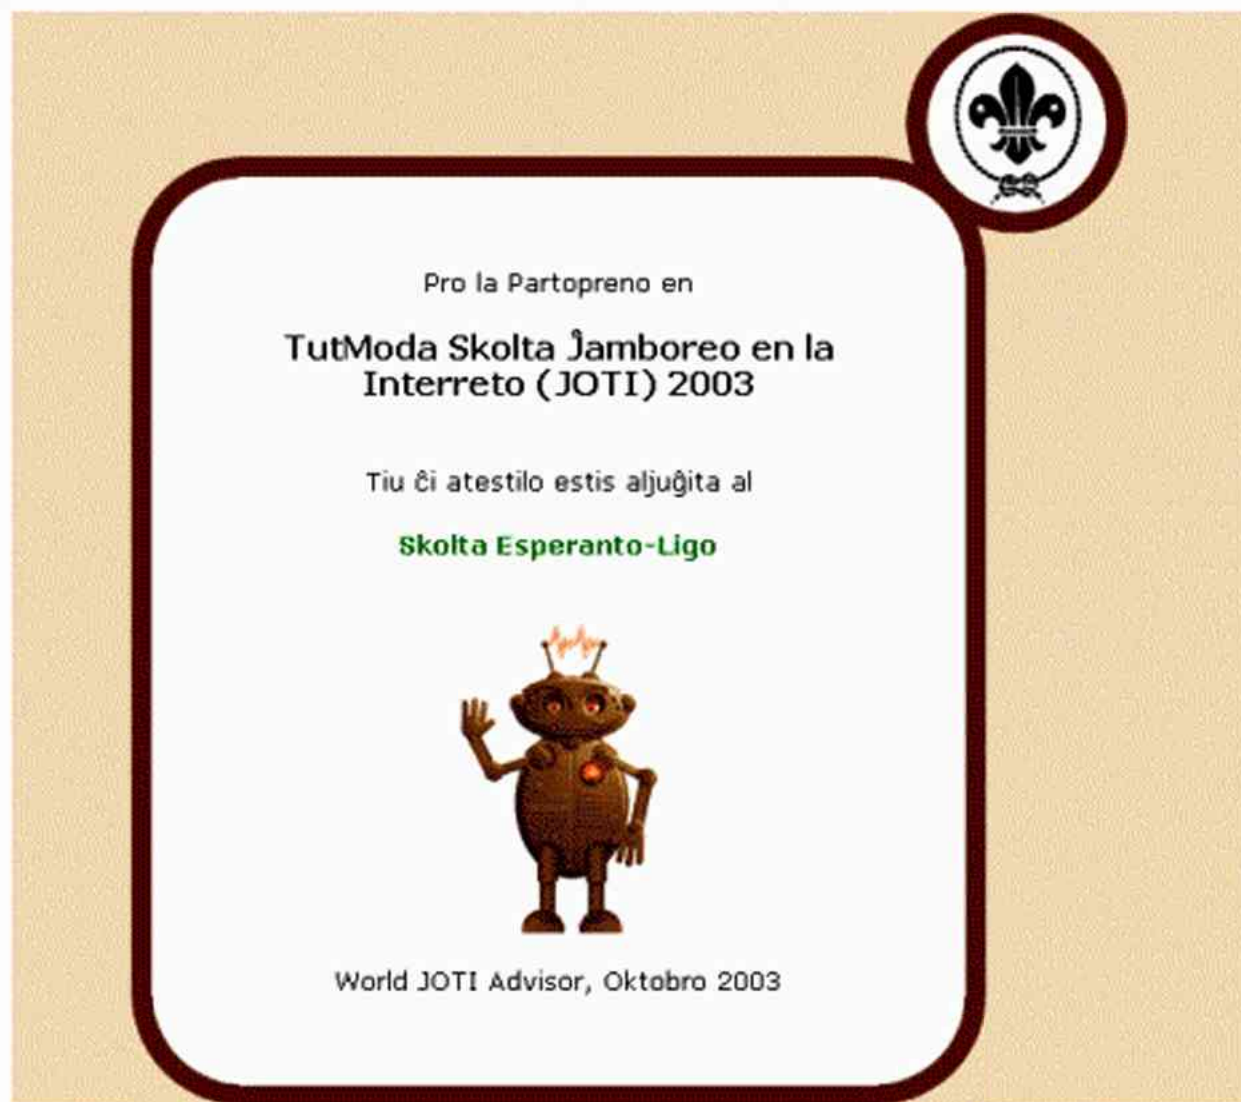 Pro la Partopreno en
TutModa Skolta Ĵamboreo en la
Interreto (JOTI) 2003
Tiu ĉi atestilo estis aljuĝita al
Skolta Esperanto-Ligo
World JOTI Advisor, Oktobro 2003